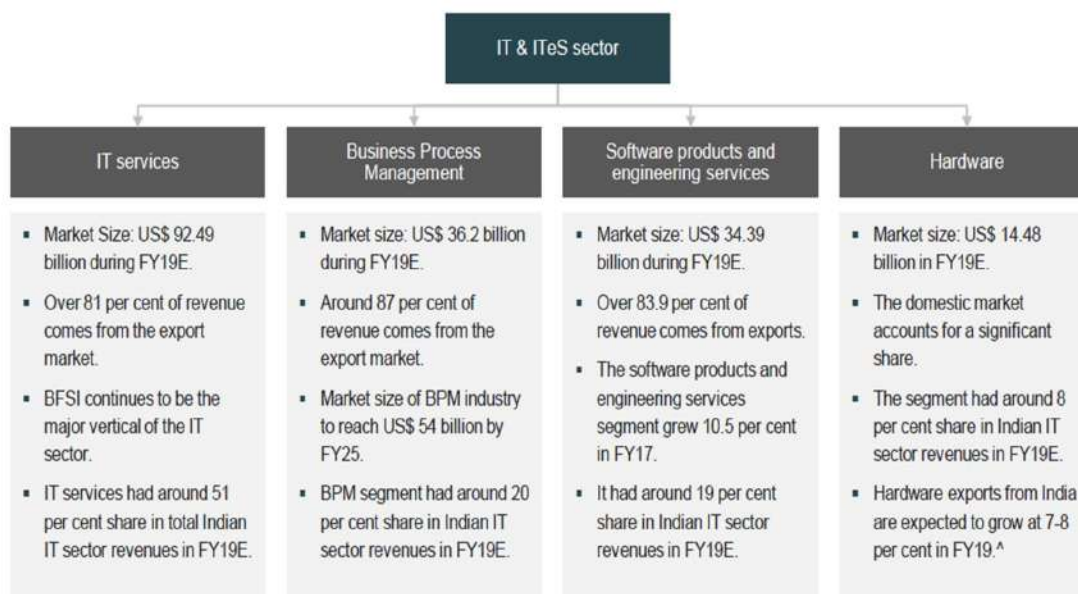 IT & ITeS sector
IT services
▪ Market Size: US$ 92.49
billion during FY19E.
▪ Over 81 per cent of revenue
comes from the export
market.
▪ BFSI continues to be the
major vertical of the IT
sector.
▪ IT services had around 51
per cent share in total Indian
IT sector revenues in FY19E.
Business Process
Management
▪ Market size: US$ 36.2 billion
during FY19E.
▪ Around 87 per cent of
revenue comes from the
export market.
▪ Market size of BPM industry
to reach US$ 54 billion by
FY25.
▪ BPM segment had around 20
per cent share in Indian IT
sector revenues in FY19E.
Software products and
engineering services
▪ Market size: US$ 34.39
billion during FY19E.
▪ Over 83.9 per cent of
revenue comes from exports.
▪ The software products and
engineering services
segment grew 10.5 per cent
in FY17.
▪ It had around 19 per cent
share in Indian IT sector
revenues in FY19E.
Hardware
▪ Market size: US$ 14.48
billion in FY19E.
▪ The domestic market
accounts for a significant
share.
▪ The segment had around 8
per cent share in Indian IT
sector revenues in FY19E.
▪ Hardware exports from India
are expected to grow at 7-8
per cent in FY19.^